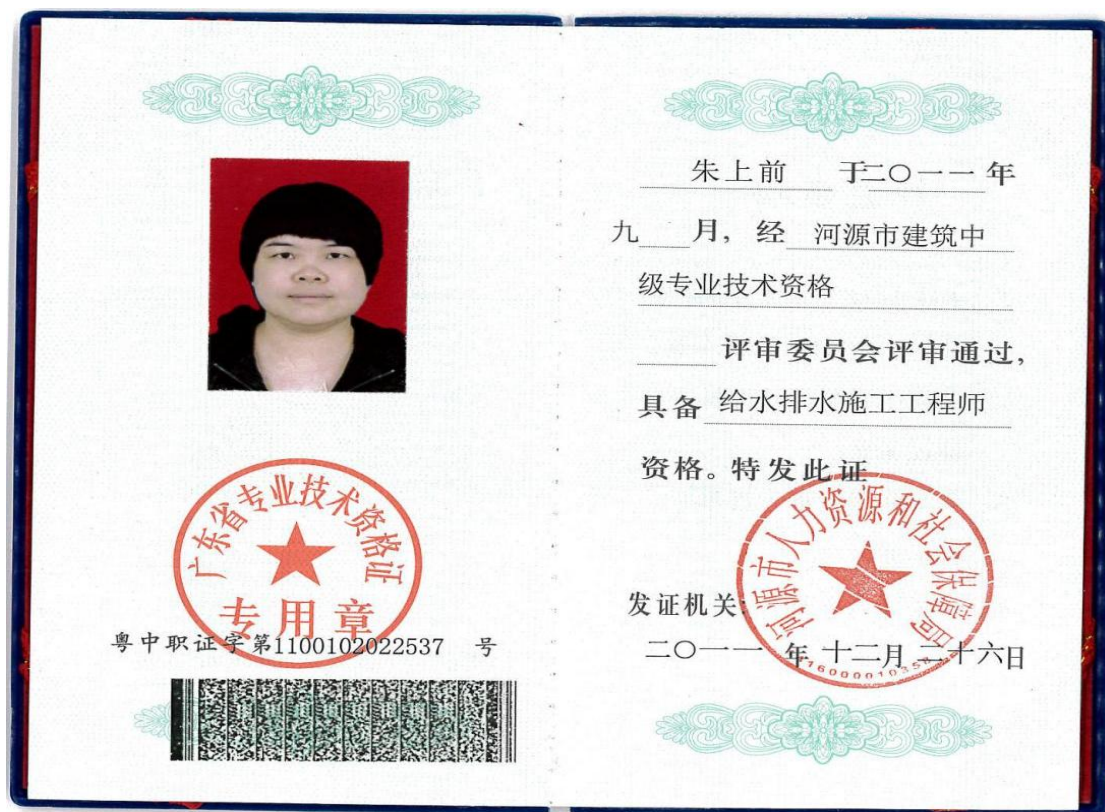 广东省专业技术资格证
专用章
粤中职证字第1100102022537 号
朱上前 于二〇一一年
九 月，经 河源市建筑中
级专业技术资格
评审委员会评审通过，
具备 给水排水施工工程师
资格。特发此证
河源市人力资源和社会保障局
发证机关:
二〇一一 年 十二月 二十六日